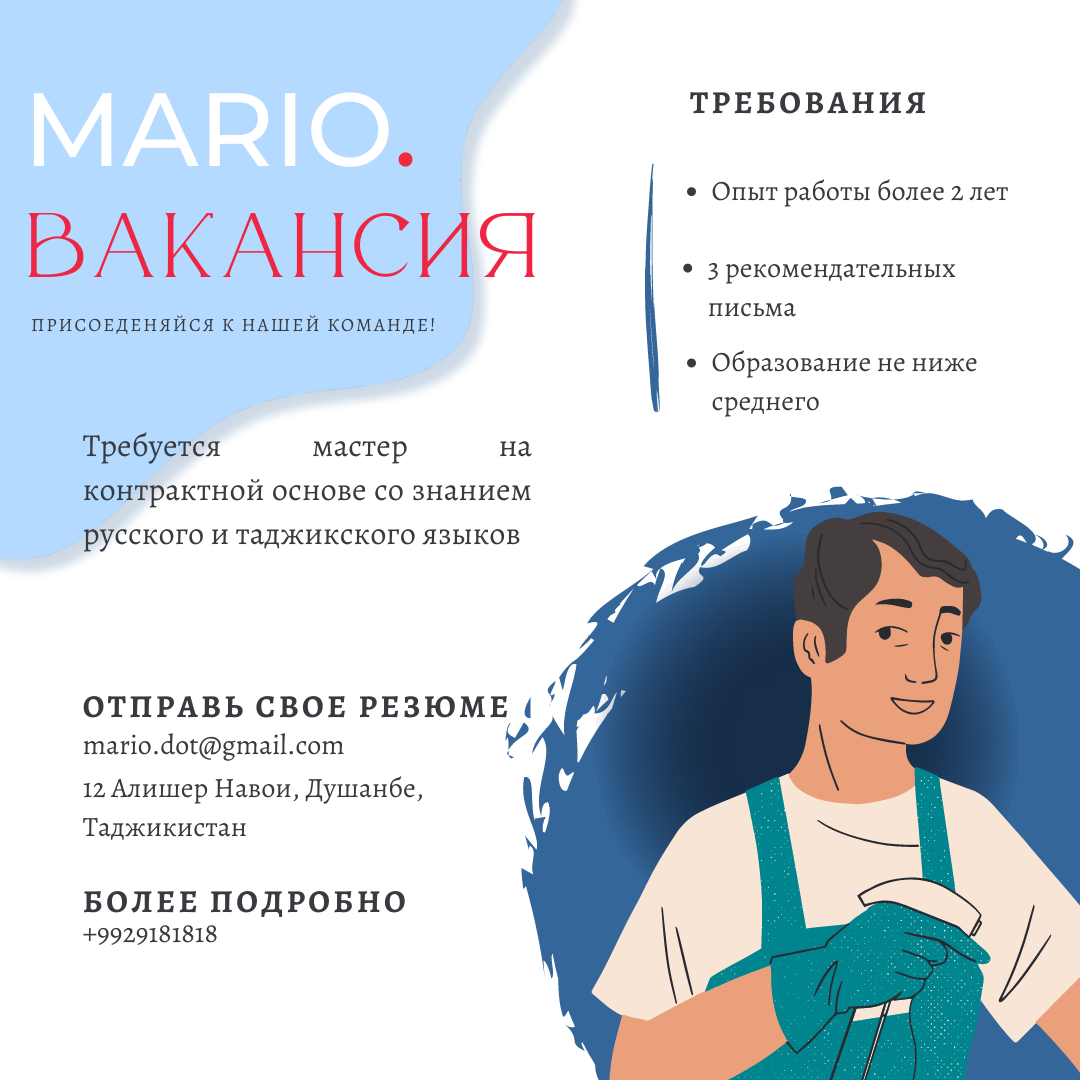 MARIO.
ВАКАНСИЯ
ПРИСОЕДЕНЯЙСЯ К НАШЕЙ КОМАНДЕ!
Требуется мастер на
контрактной основе со знанием
русского и таджикского языков
ТРЕБОВАНИЯ
• Опыт работы более 2 лет
• 3 рекомендательных
письма
• Образование не ниже
среднего
ОТПРАВЬ СВОЕ РЕЗЮМЕ
mario.dot@gmail.com
12 Алишер Навои, Душанбе,
Таджикистан
БОЛЕЕ ПОДРОБНО
+9929181818